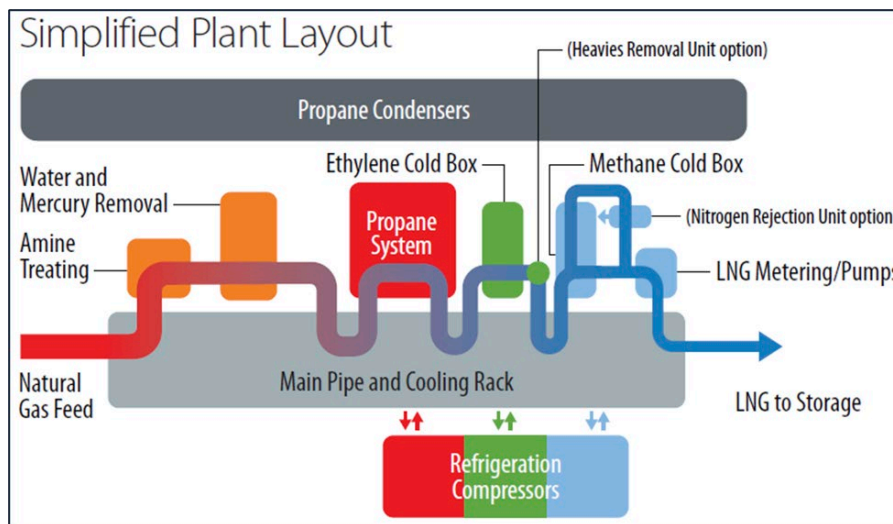 Simplified Plant Layout
(Heavies Removal Unit option)
Propane Condensers
Water and
Mercury Removal
Ethylene Cold Box
Methane Cold Box
Amine
Treating
Propane
System
(Nitrogen Rejection Unit option
LNG Metering/Pumps
Natural
Gas Feed
Main Pipe and Cooling Rack
LNG to Storage
Refrigeration
Compressors